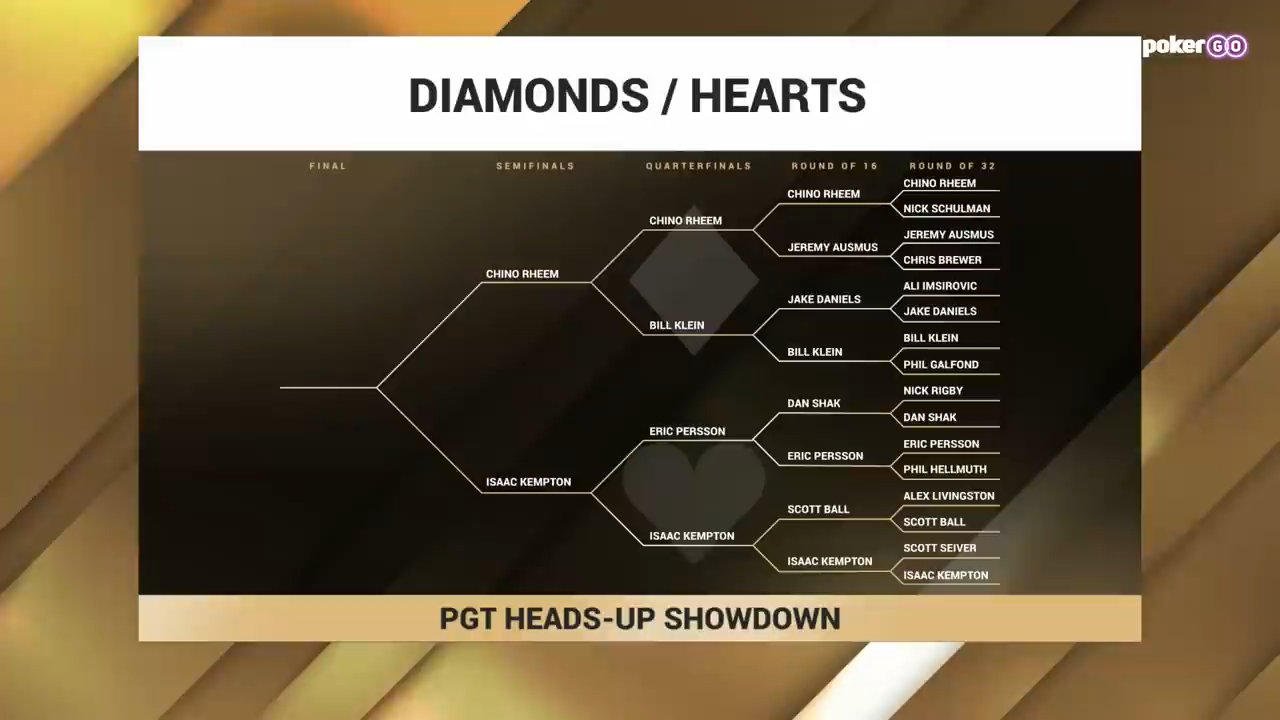 poker GO
DIAMONDS / HEARTS
FINAL
SEMIFINALS
QUARTERFINALS
ROUND OF 16
ROUND OF 32
CHINO RHEEM
ISAAC KEMPTON
CHINO RHEEM
BILL KLEIN
ERIC PERSSON
ISAAC KEMPTON
CHINO RHEEM
JEREMY AUSMUS
JAKE DANIELS
BILL KLEIN
DAN SHAK
ERIC PERSSON
SCOTT BALL
ISAAC KEMPTON
CHINO RHEEM
NICK SCHULMAN
JEREMY AUSMUS
CHRIS BREWER
ALI IMSIROVIC
JAKE DANIELS
BILL KLEIN
PHIL GALFOND
NICK RIGBY
DAN SHAK
ERIC PERSSON
PHIL HELLMUTH
ALEX LIVINGSTON
SCOTT BALL
SCOTT SEIVER
ISAAC KEMPTON
PGT HEADS-UP SHOWDOWN